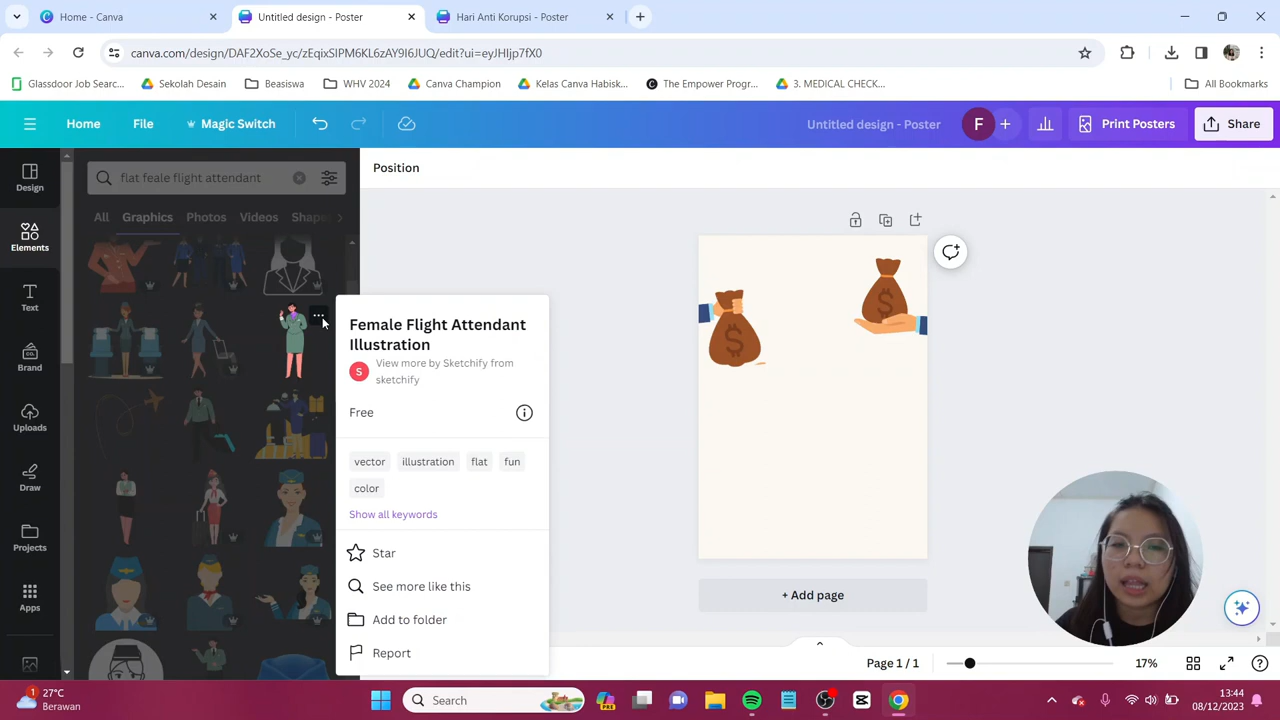 Home - Canva
Untitled design - Poster
Hari Anti Korupsi - Poster
canva.com/design/DAF2XoSe_yc/zEqixSlPM6KL6zAY9I6JUQ/edit?ui=eyJHIjp7fX0
Glassdoor Job Searc...
Sekolah Desain
Beasiswa
WHV 2024
Canva Champion
Kelas Canva Habisk...
The Empower Progr...
3. MEDICAL CHECK...
All Bookmarks
Home
File
Magic Switch
Untitled design - Poster
F
Print Posters
Share
Design
Elements
Text
Brand
Uploads
Draw
Projects
Apps
flat feale flight attendant
All
Graphics
Photos
Videos
Shape
Position
Female Flight Attendant
Illustration
S
View more by Sketchify from
sketchify
Free
vector
illustration
flat
fun
color
Show all keywords
Star
See more like this
Add to folder
Report
$
$
+ Add page
Page 1 / 1
17%
1
27°C
Berawan
Search
PRE
13:44
08/12/2023